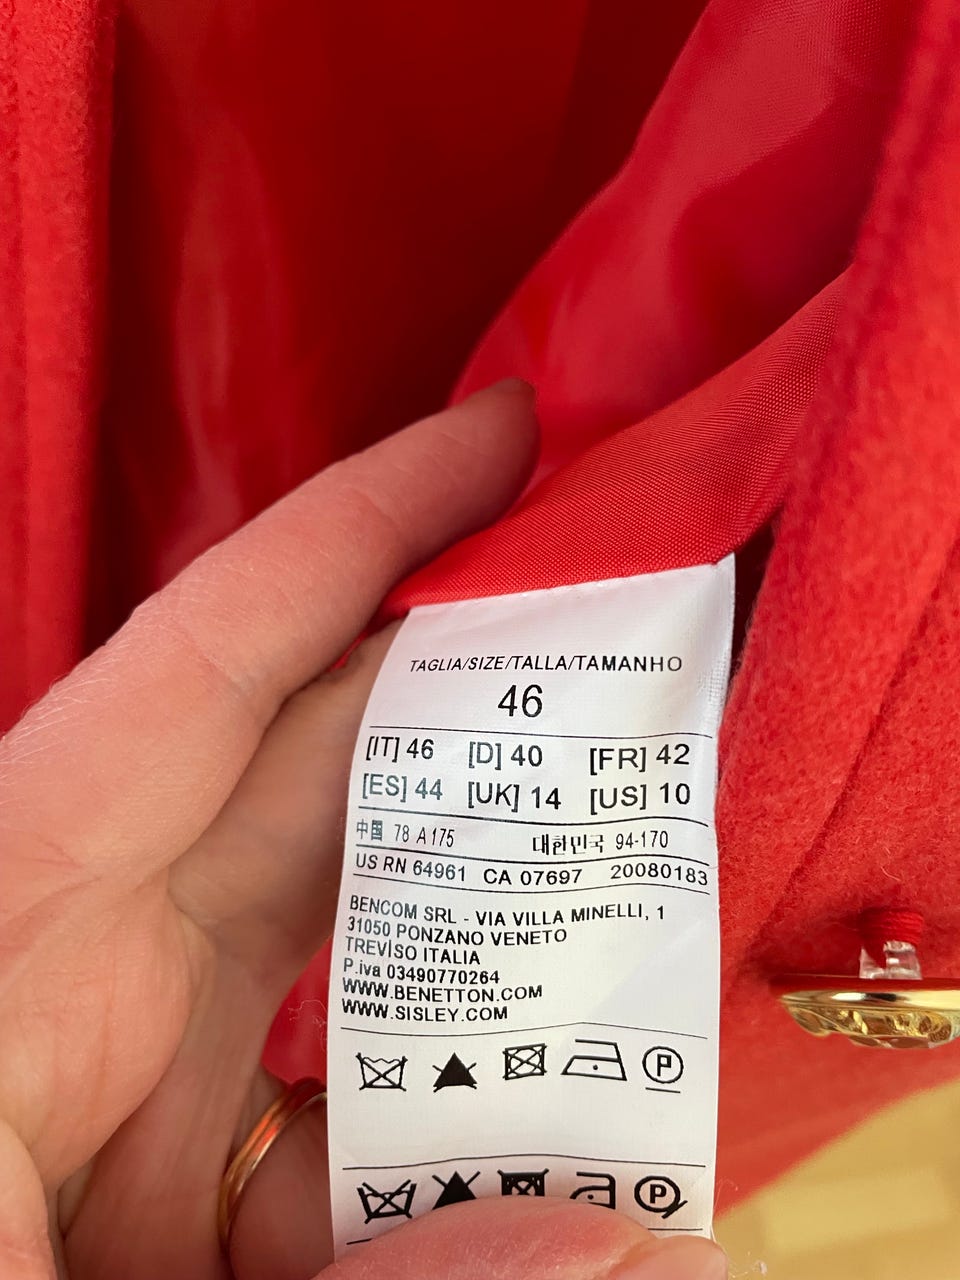 TAGLIA/SIZE/TALLA/TAMANHO
46
[IT] 46 [D] 40 [FR] 42
[ES] 44 [UK] 14 [US] 10
中国 78 A 175 대한민국 94-170
US RN 64961 CA 07697 20080183
BENCOM SRL - VIA VILLA MINELLI, 1
31050 PONZANO VENETO
TREVISO ITALIA
P.iva 03490770264
WWW.BENETTON.COM
WWW.SISLEY.COM
P
P